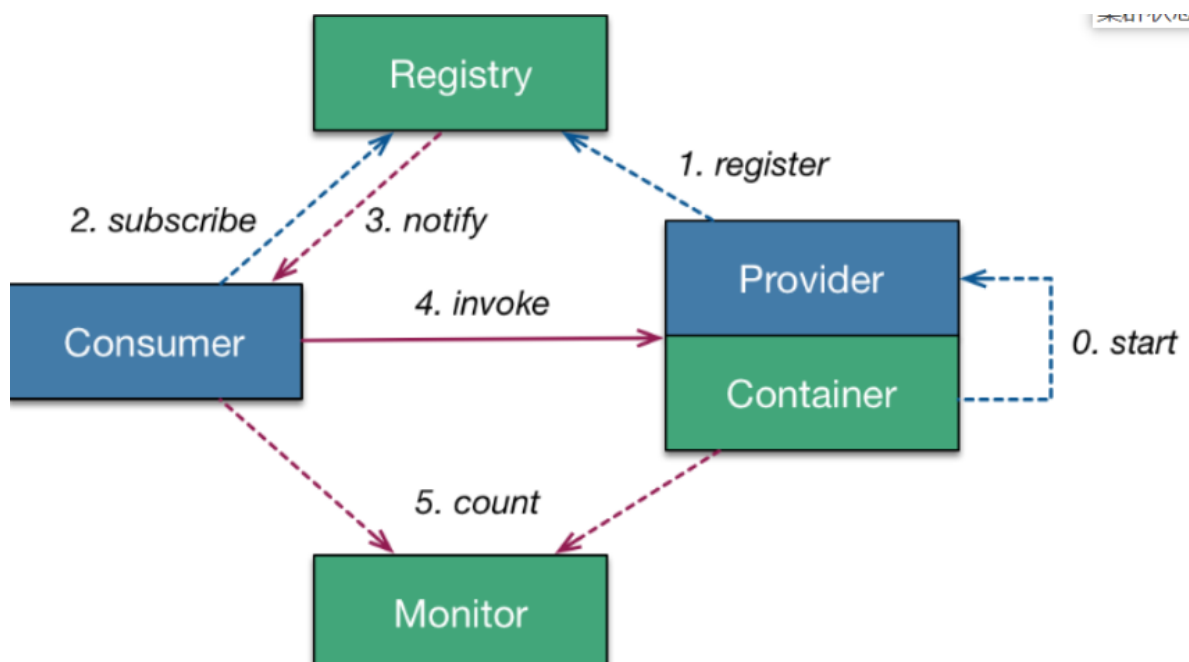 Registry
1. register
2. subscribe
3. notify
Provider
4. invoke
Consumer
0. start
Container
5. count
Monitor